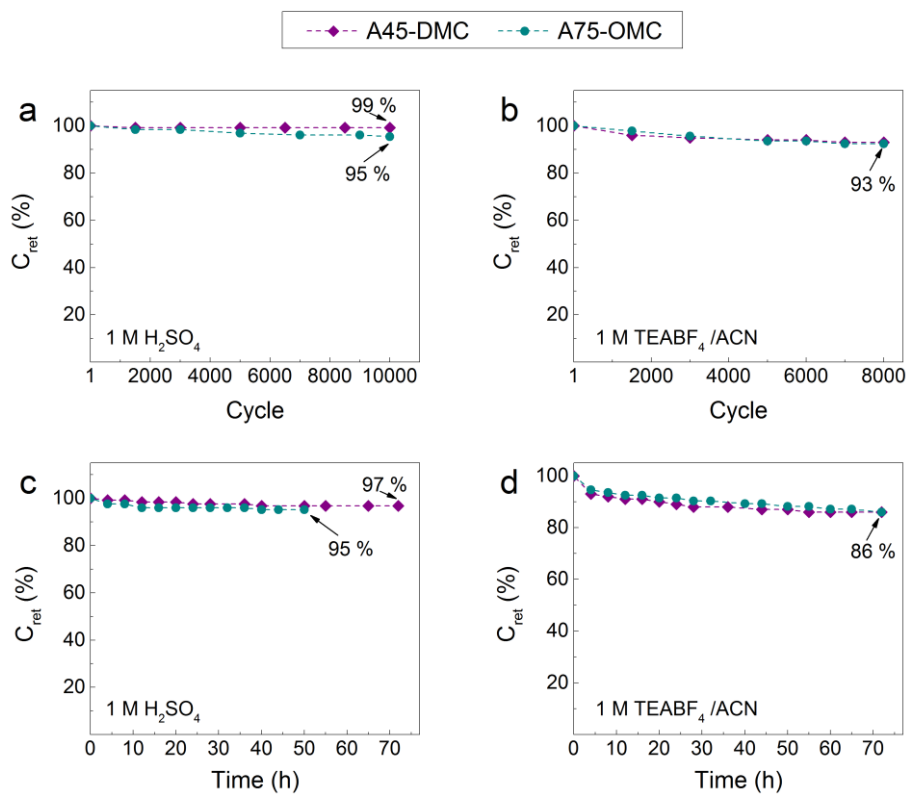 A45-DMC A75-OMC
a
99 %
100
80
60
40
20
95 %
C_ret (%)
1 M H₂SO₄
1 2000 4000 6000 8000 10000
Cycle
b
100
80
60
40
20
93 %
C_ret (%)
1 M TEABF₄ /ACN
1 2000 4000 6000 8000
Cycle
c
97 %
100
80
60
40
20
95 %
C_ret (%)
1 M H₂SO₄
0 10 20 30 40 50 60 70
Time (h)
d
100
80
60
40
20
86 %
C_ret (%)
1 M TEABF₄ /ACN
0 10 20 30 40 50 60 70
Time (h)